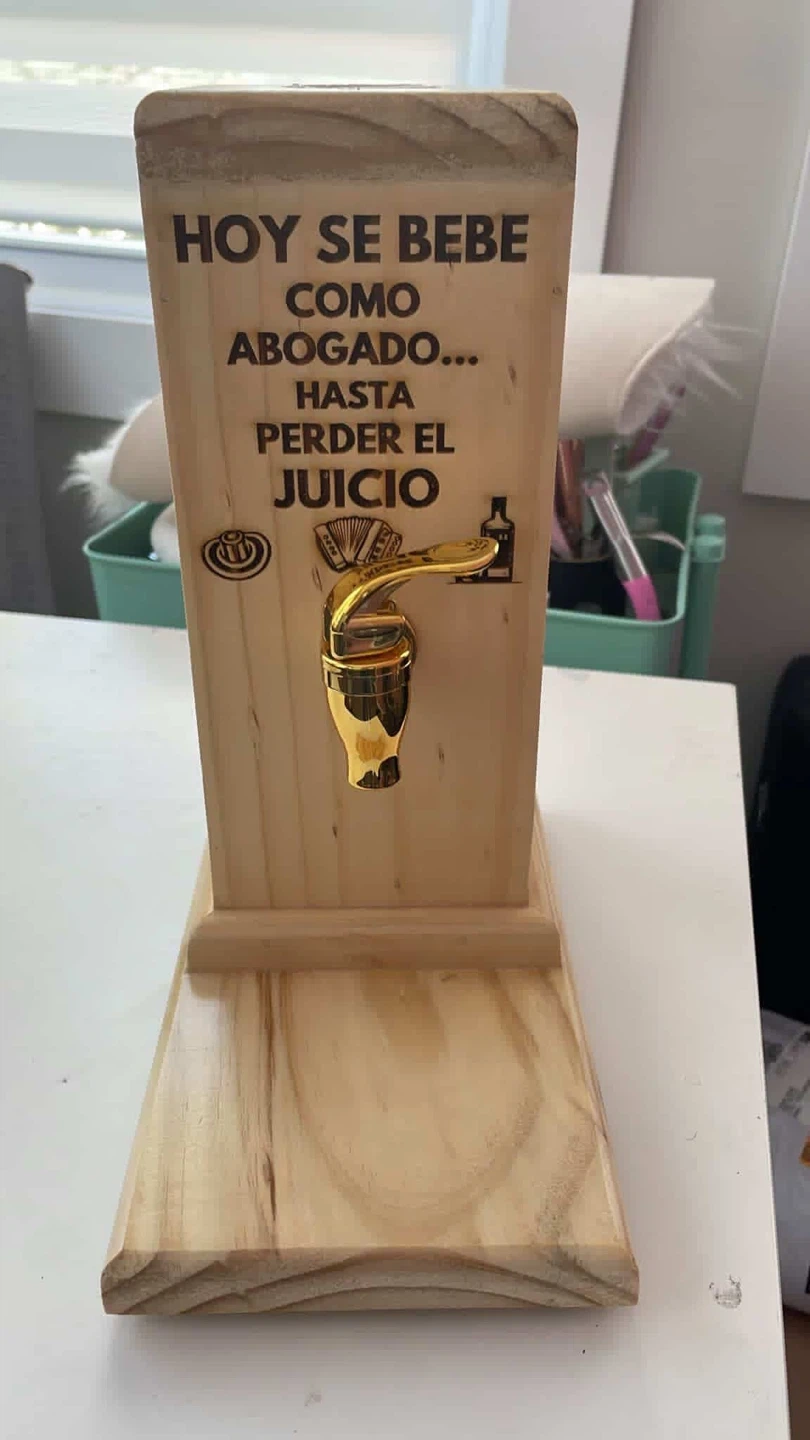 HOY SE BEBE
COMO
ABOGADO...
HASTA
PERDER EL
JUICIO